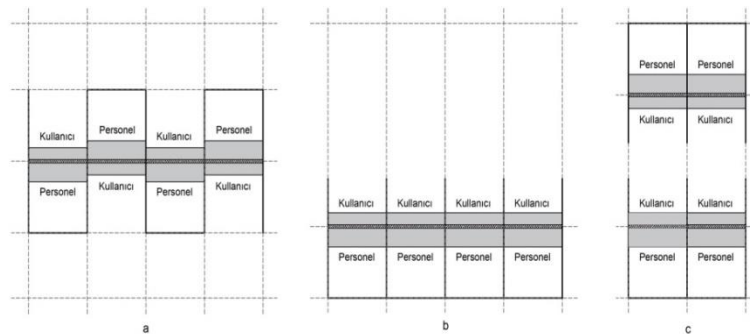 Kullanıcı Personel Kullanıcı Personel
Personel Kullanıcı Personel Kullanıcı
a
Kullanıcı Kullanıcı Kullanıcı Kullanıcı
Personel Personel Personel Personel
b
Personel Personel
Kullanıcı Kullanıcı
Kullanıcı Kullanıcı
Personel Personel
c